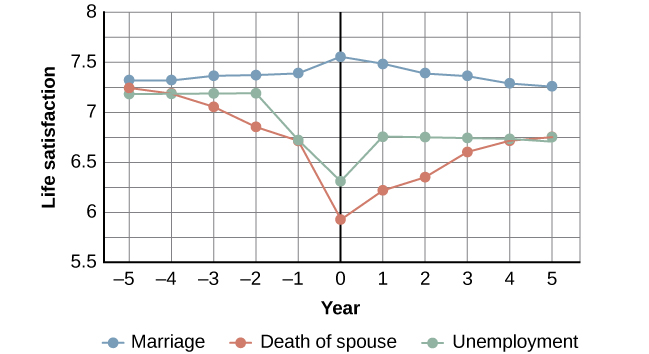 8
7.5
7
6.5
6
5.5
Life satisfaction
–5 –4 –3 –2 –1 0 1 2 3 4 5
Year
Marriage Death of spouse Unemployment